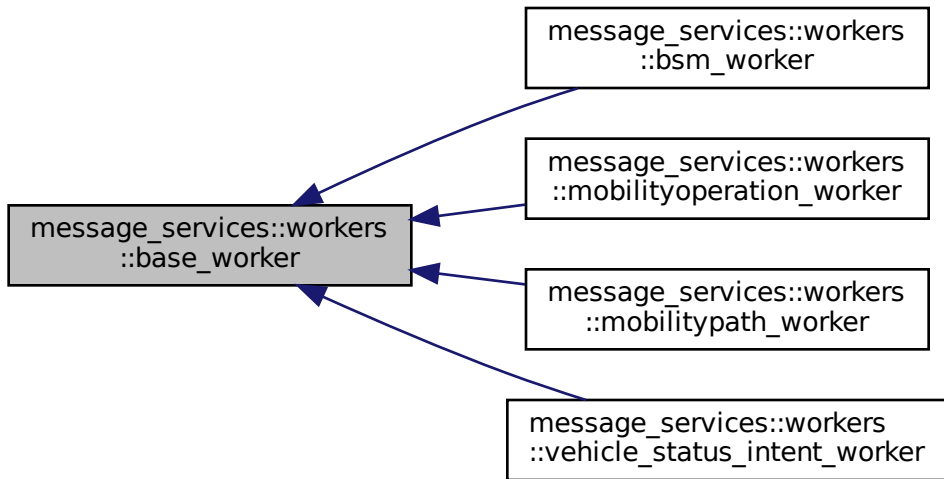 message_services::workers
::bsm_worker
message_services::workers
::mobilityoperation_worker
message_services::workers
::base_worker
message_services::workers
::mobilitypath_worker
message_services::workers
::vehicle_status_intent_worker